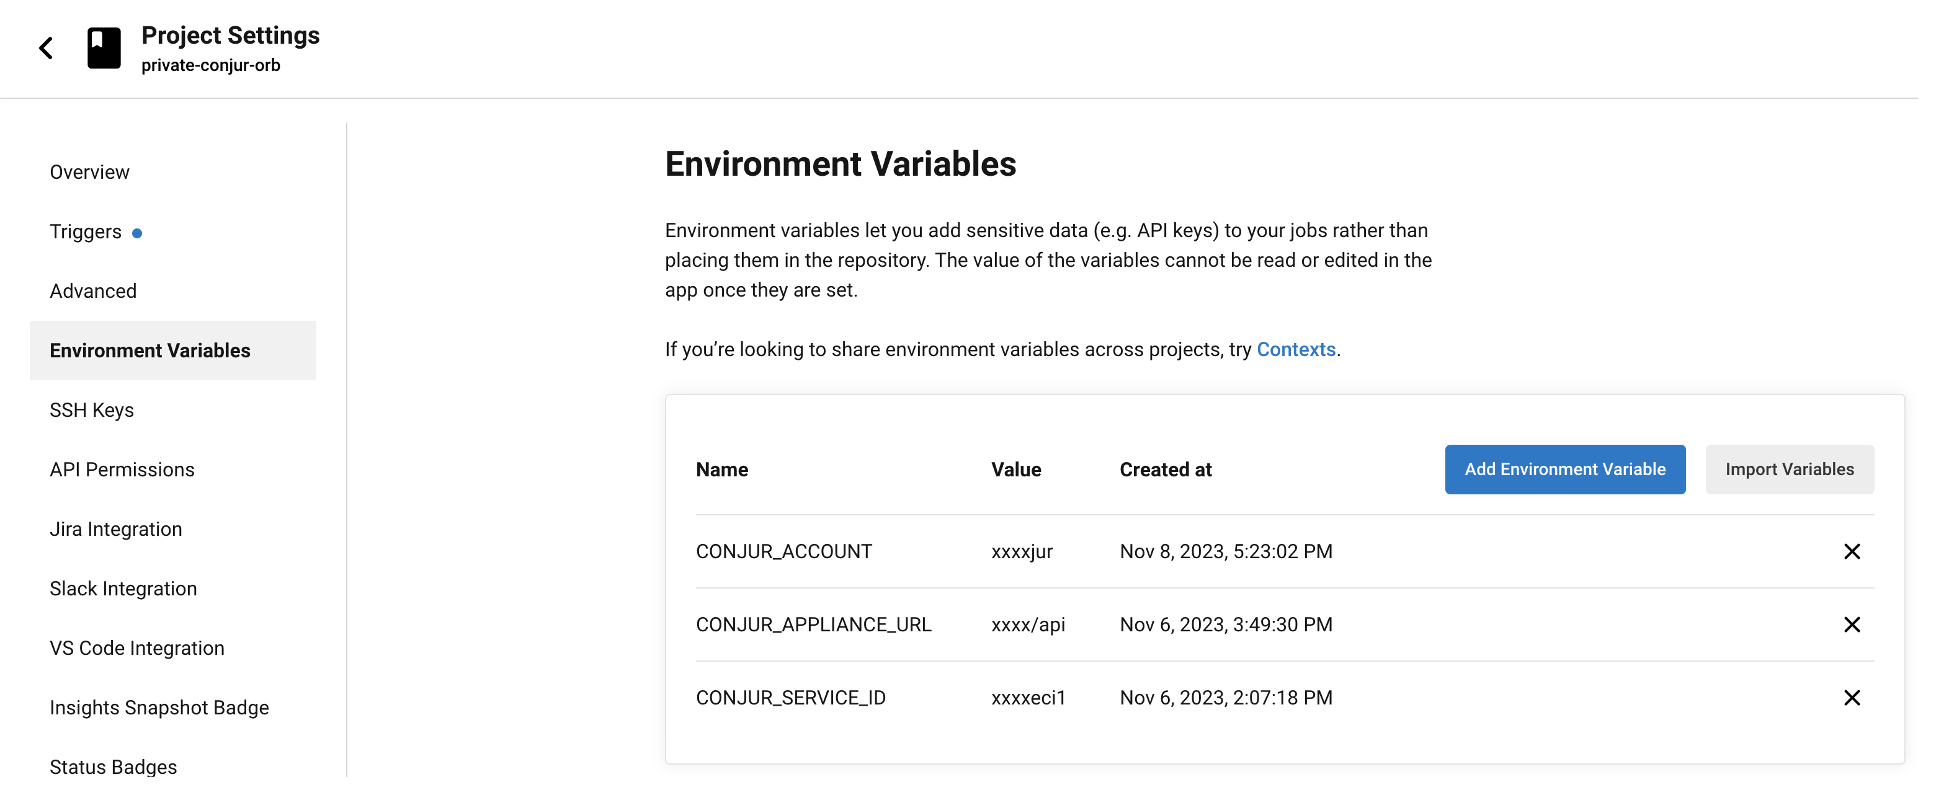 Project Settings
private-conjur-orb
Overview
Triggers
Advanced
Environment Variables
SSH Keys
API Permissions
Jira Integration
Slack Integration
VS Code Integration
Insights Snapshot Badge
Status Badges
Environment Variables
Environment variables let you add sensitive data (e.g. API keys) to your jobs rather than
placing them in the repository. The value of the variables cannot be read or edited in the
app once they are set.
If you’re looking to share environment variables across projects, try Contexts.
Name Value Created at Add Environment Variable Import Variables
CONJUR_ACCOUNT xxxxjur Nov 8, 2023, 5:23:02 PM
CONJUR_APPLIANCE_URL xxxx/api Nov 6, 2023, 3:49:30 PM
CONJUR_SERVICE_ID xxxxeci1 Nov 6, 2023, 2:07:18 PM